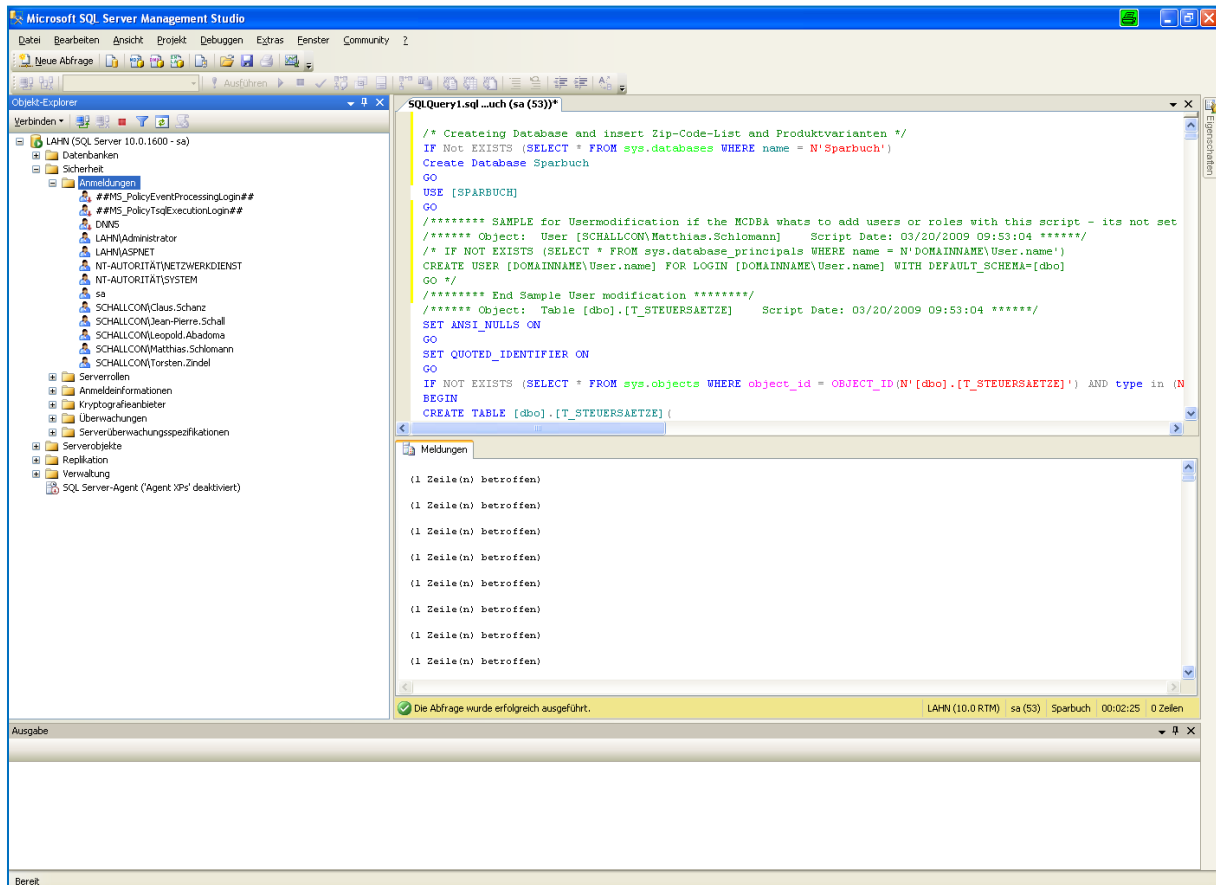 Microsoft SQL Server Management Studio
Datei Bearbeiten Ansicht Projekt Debuggen Extras Fenster Community ?
Neue Abfrage
Ausführen
Objekt-Explorer
Verbinden
LAHN (SQL Server 10.0.1600 - sa)
Datenbanken
Sicherheit
Anmeldungen
##MS_PolicyEventProcessingLogin##
##MS_PolicyTsqlExecutionLogin##
DNN5
LAHN\Administrator
LAHN\ASPNET
NT-AUTORITÄT\NETZWERKDIENST
NT-AUTORITÄT\SYSTEM
sa
SCHALLCON\Claus.Schanz
SCHALLCON\Jean-Pierre.Schall
SCHALLCON\Leopold.Abadoma
SCHALLCON\Matthias.Schlomann
SCHALLCON\Torsten.Zindel
Serverrollen
Anmeldeinformationen
Kryptografieanbieter
Überwachungen
Serverüberwachungsspezifikationen
Serverobjekte
Replikation
Verwaltung
SQL Server-Agent ('Agent XPs' deaktiviert)
SQLQuery1.sql ...uch (sa (53))*
/* Createing Database and insert Zip-Code-List and Produktvarianten */
IF Not EXISTS (SELECT * FROM sys.databases WHERE name = N'Sparbuch')
Create Database Sparbuch
GO
USE [SPARBUCH]
GO
/******** SAMPLE for Usermodification if the MCDBA whats to add users or roles with this script - its not set
/****** Object: User [SCHALLCON\Matthias.Schlomann] Script Date: 03/20/2009 09:53:04 ******/
/* IF NOT EXISTS (SELECT * FROM sys.database_principals WHERE name = N'DOMAINNAME\User.name')
CREATE USER [DOMAINNAME\User.name] FOR LOGIN [DOMAINNAME\User.name] WITH DEFAULT_SCHEMA=[dbo]
GO */
/******** End Sample User modification ********/
/****** Object: Table [dbo].[T_STEUERSAETZE] Script Date: 03/20/2009 09:53:04 ******/
SET ANSI_NULLS ON
GO
SET QUOTED_IDENTIFIER ON
GO
IF NOT EXISTS (SELECT * FROM sys.objects WHERE object_id = OBJECT_ID(N'[dbo].[T_STEUERSAETZE]') AND type in (N
BEGIN
CREATE TABLE [dbo].[T_STEUERSAETZE](
Eigenschaften
Meldungen
(1 Zeile(n) betroffen)
(1 Zeile(n) betroffen)
(1 Zeile(n) betroffen)
(1 Zeile(n) betroffen)
(1 Zeile(n) betroffen)
(1 Zeile(n) betroffen)
(1 Zeile(n) betroffen)
(1 Zeile(n) betroffen)
Die Abfrage wurde erfolgreich ausgeführt. LAHN (10.0 RTM) sa (53) Sparbuch 00:02:25 0 Zeilen
Ausgabe
Bereit